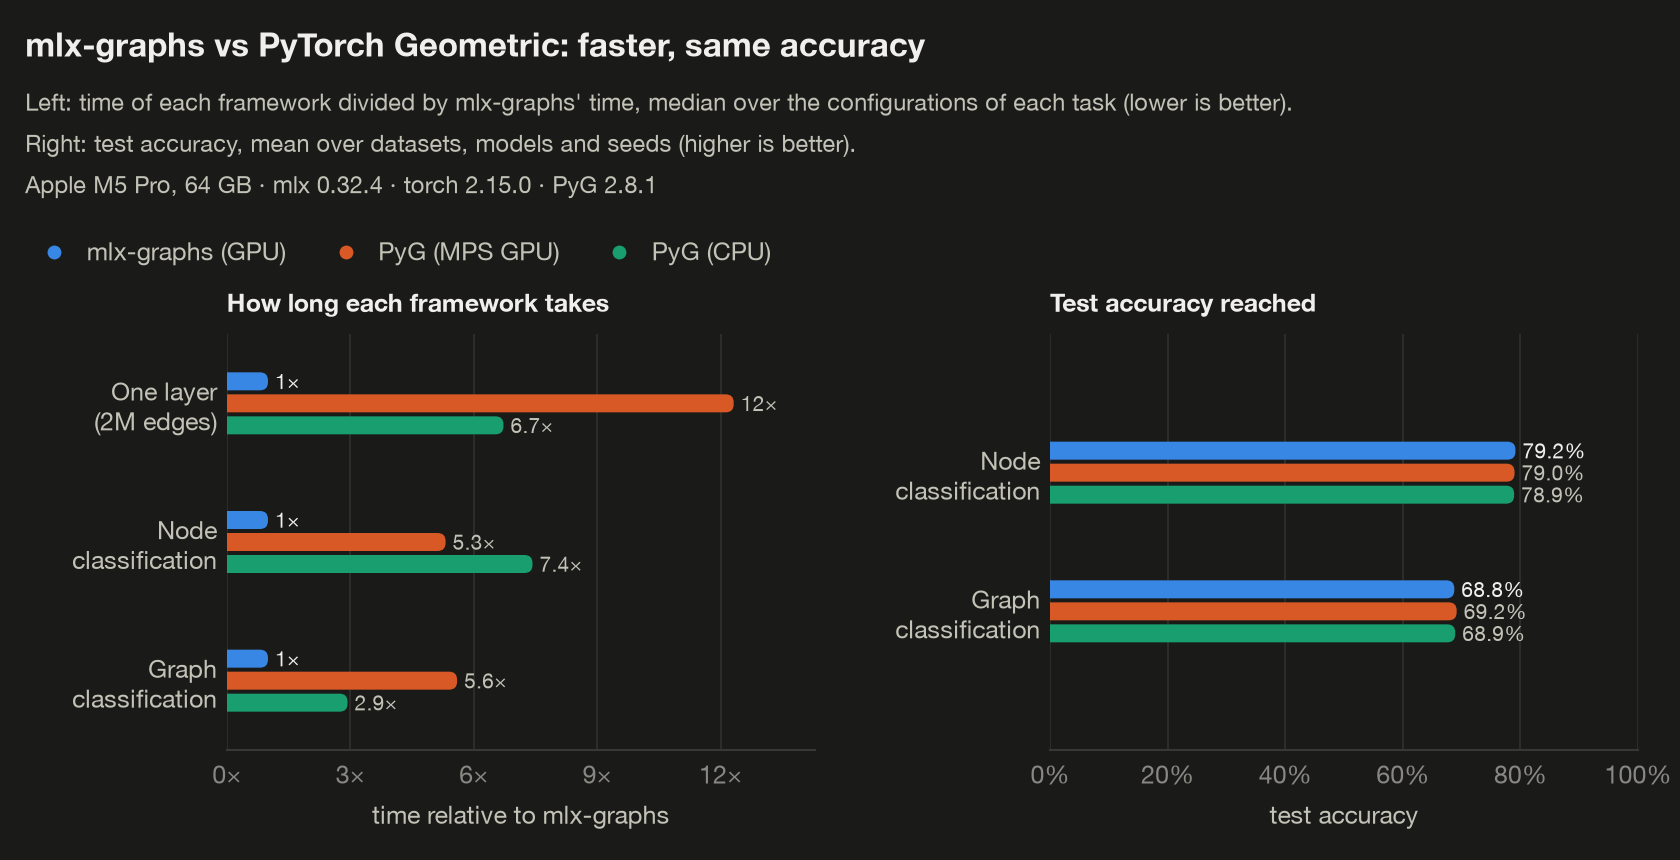 mlx-graphs vs PyTorch Geometric: faster, same accuracy
Left: time of each framework divided by mlx-graphs' time, median over the configurations of each task (lower is better).
Right: test accuracy, mean over datasets, models and seeds (higher is better).
Apple M5 Pro, 64 GB · mlx 0.32.4 · torch 2.15.0 · PyG 2.8.1
mlx-graphs (GPU)
PyG (MPS GPU)
PyG (CPU)
How long each framework takes
One layer
(2M edges)
1×
12×
6.7×
Node
classification
1×
5.3×
7.4×
Graph
classification
1×
5.6×
2.9×
0×
3×
6×
9×
12×
time relative to mlx-graphs
Test accuracy reached
Node
classification
79.2%
79.0%
78.9%
Graph
classification
68.8%
69.2%
68.9%
0%
20%
40%
60%
80%
100%
test accuracy